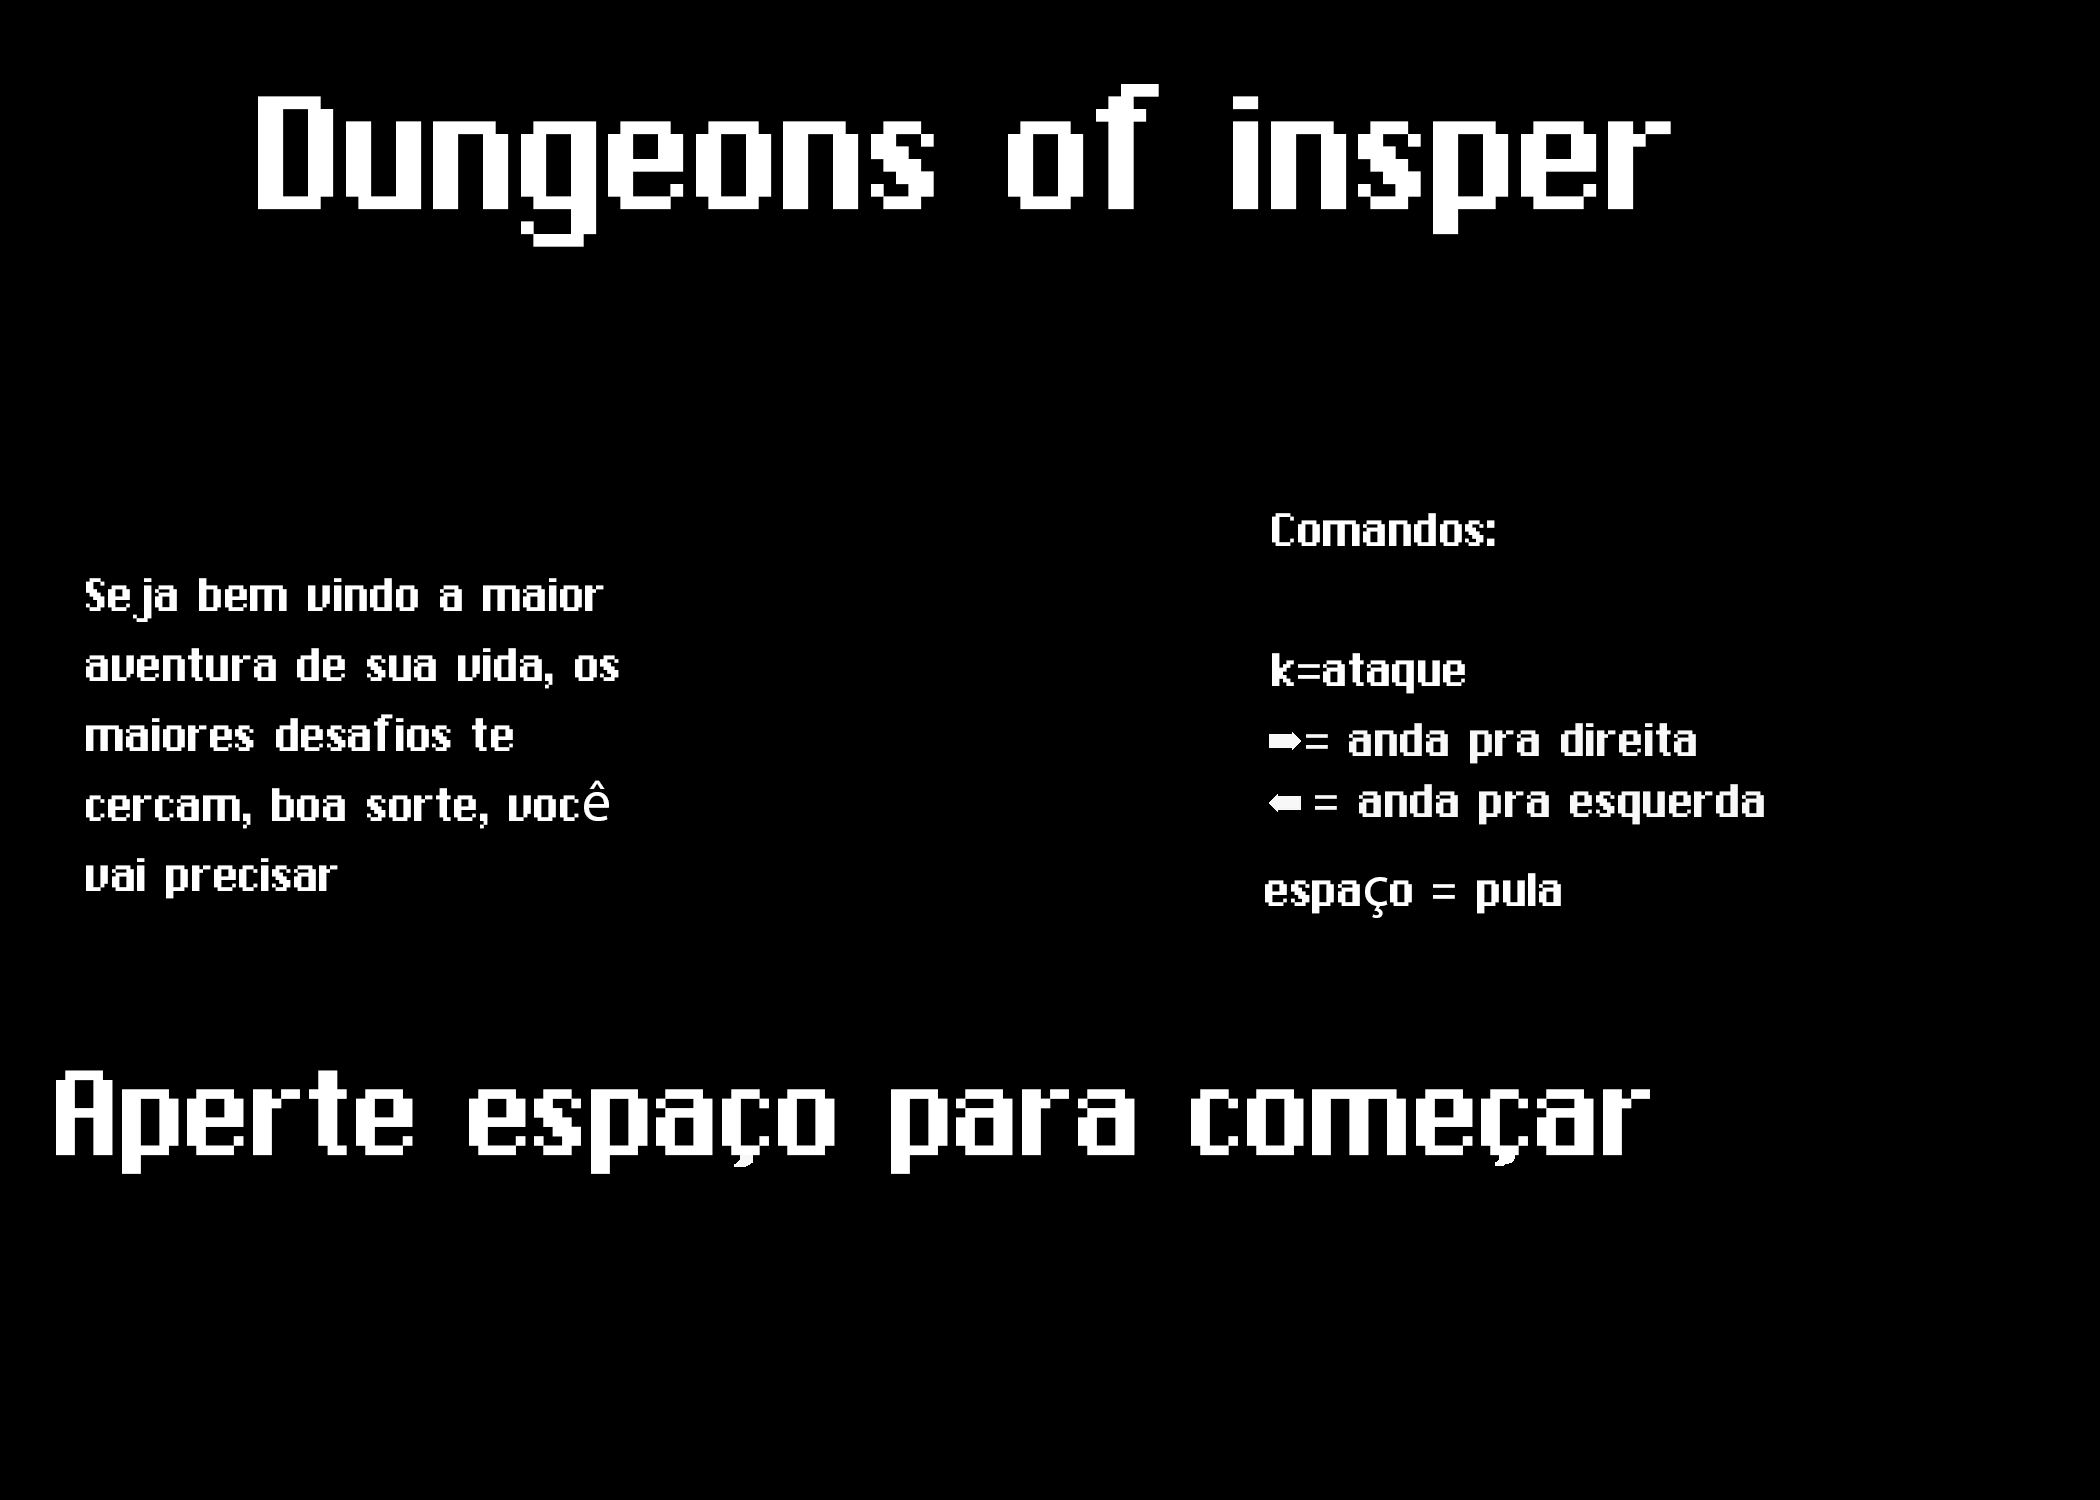 Dungeons of insper
Seja bem vindo a maior
aventura de sua vida, os
maiores desafios te
cercam, boa sorte, você
vai precisar
Comandos:
k=ataque
➡= anda pra direita
⬅ = anda pra esquerda
espaço = pula
Aperte espaço para começar